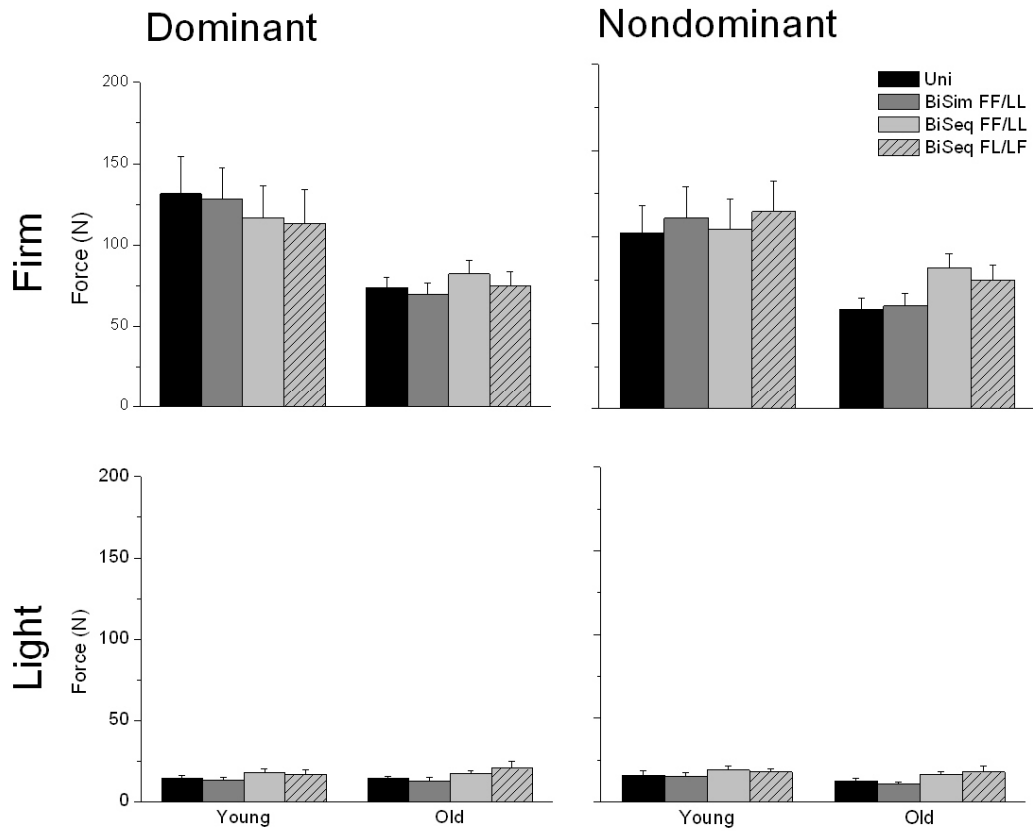 Dominant
Nondominant
Uni
BiSim FF/LL
BiSeq FF/LL
BiSeq FL/LF
Firm
Force (N)
200
150
100
50
0
Light
Force (N)
200
150
100
50
0
Young
Old
Young
Old